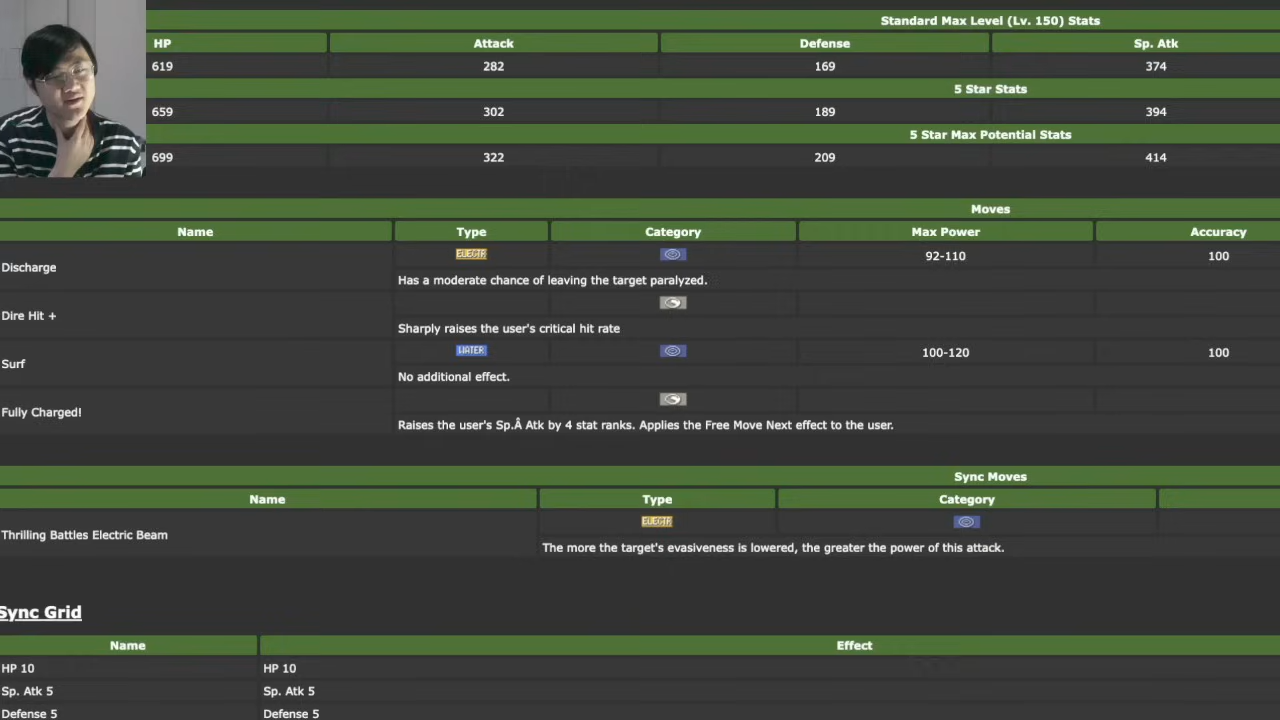 Standard Max Level (Lv. 150) Stats
HP Attack Defense Sp. Atk
619 282 169 374
5 Star Stats
659 302 189 394
5 Star Max Potential Stats
699 322 209 414
Moves
Name Type Category Max Power Accuracy
Discharge ELECTR 92-110 100
Has a moderate chance of leaving the target paralyzed.
Dire Hit +
Sharply raises the user's critical hit rate
Surf WATER 100-120 100
No additional effect.
Fully Charged!
Raises the user's Sp.Â Atk by 4 stat ranks. Applies the Free Move Next effect to the user.
Sync Moves
Name Type Category
Thrilling Battles Electric Beam ELECTR
The more the target's evasiveness is lowered, the greater the power of this attack.
Sync Grid
Name Effect
HP 10 HP 10
Sp. Atk 5 Sp. Atk 5
Defense 5 Defense 5